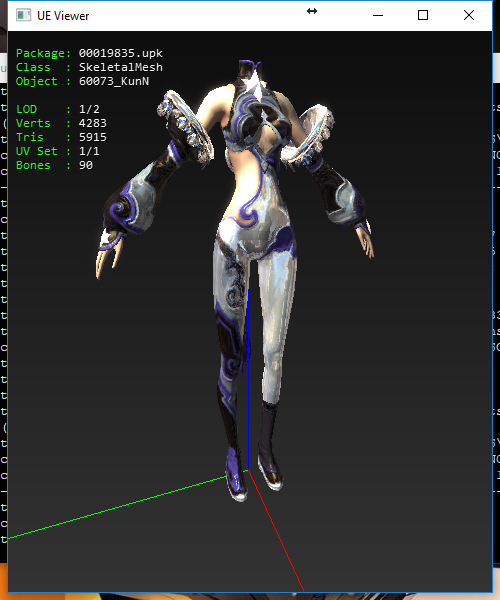 UE Viewer
Package: 00019835.upk
Class  : SkeletalMesh
Object : 60073_KunN
LOD    : 1/2
Verts  : 4283
Tris   : 5915
UV Set : 1/1
Bones  : 90